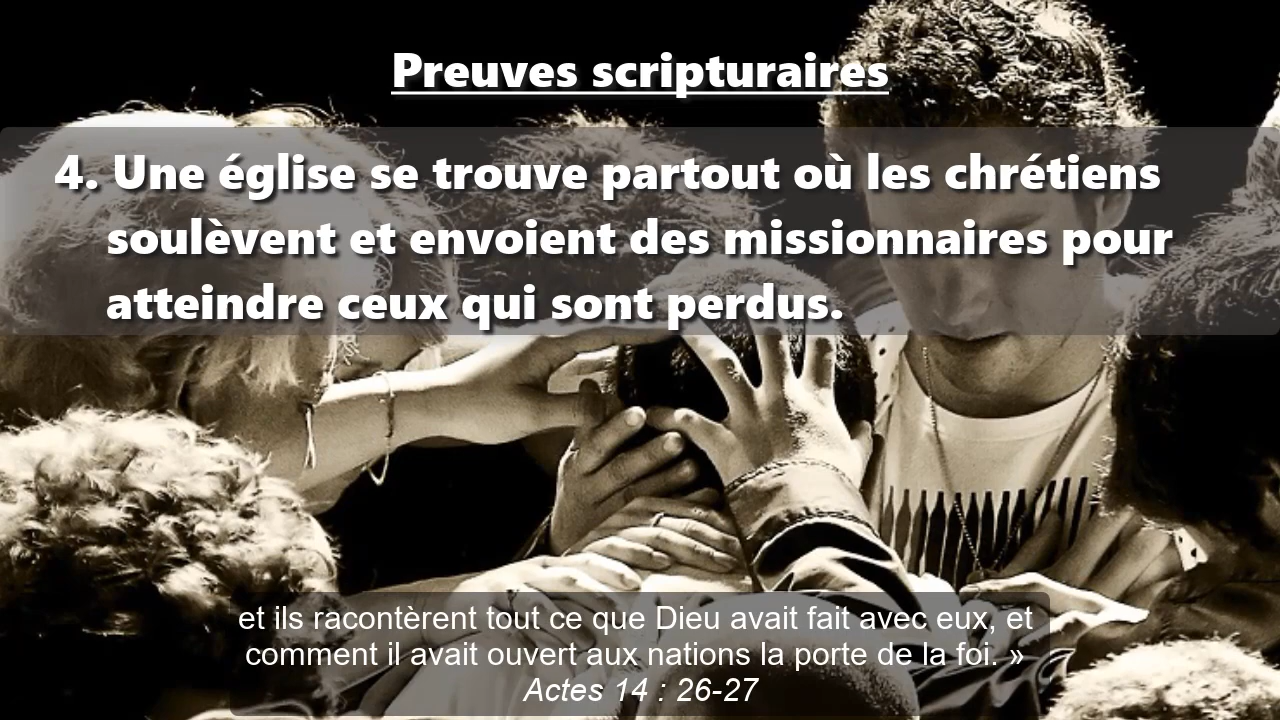 Preuves scripturaires
4. Une église se trouve partout où les chrétiens
soulèvent et envoient des missionnaires pour
atteindre ceux qui sont perdus.
et ils racontèrent tout ce que Dieu avait fait avec eux, et
comment il avait ouvert aux nations la porte de la foi. »
Actes 14 : 26-27